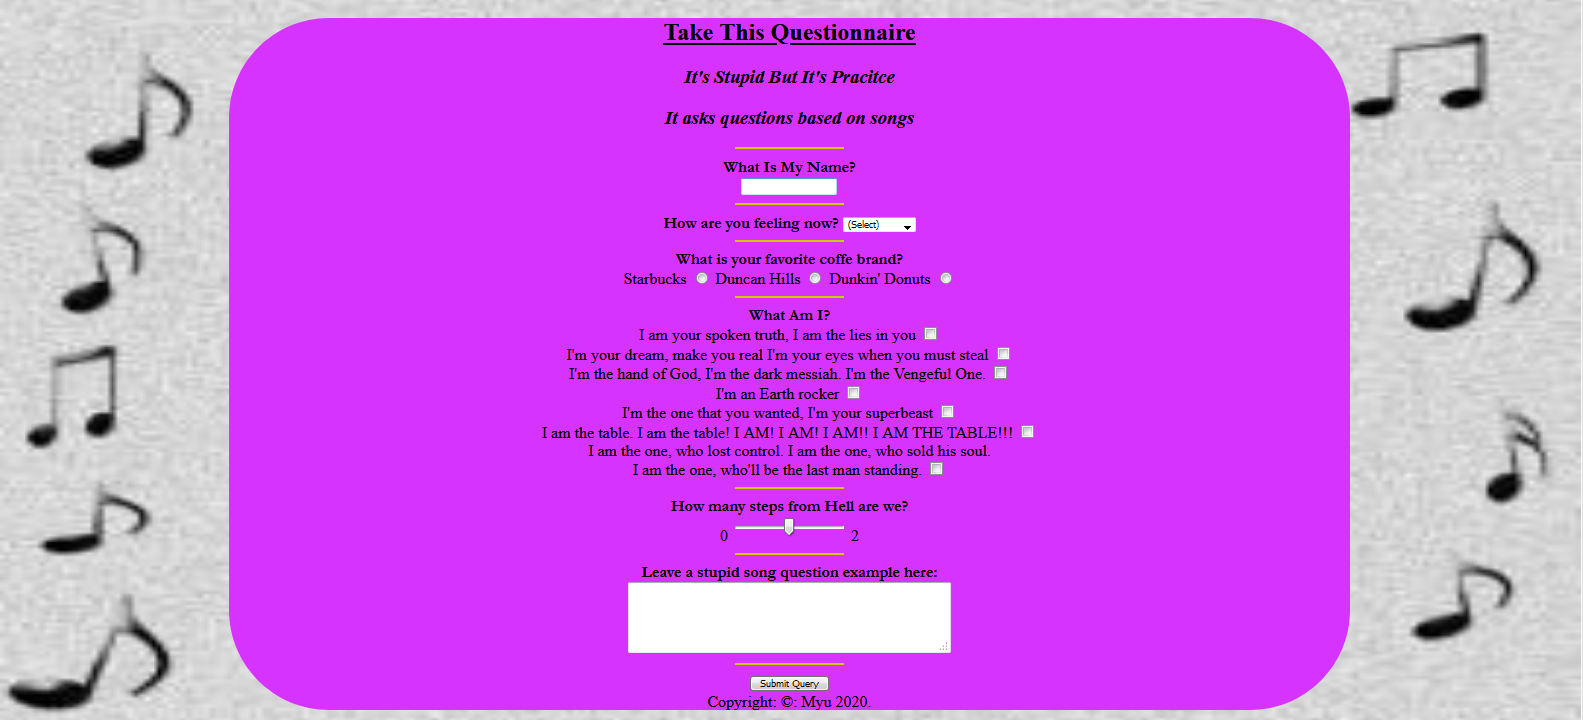 Take This Questionnaire
It's Stupid But It's Pracitce
It asks questions based on songs
What Is My Name?
How are you feeling now? (Select)
What is your favorite coffe brand?
Starbucks Duncan Hills Dunkin' Donuts
What Am I?
I am your spoken truth, I am the lies in you
I'm your dream, make you real I'm your eyes when you must steal
I'm the hand of God, I'm the dark messiah. I'm the Vengeful One.
I'm an Earth rocker
I'm the one that you wanted, I'm your superbeast
I am the table. I am the table! I AM! I AM! I AM!! I AM THE TABLE!!!
I am the one, who lost control. I am the one, who sold his soul.
I am the one, who'll be the last man standing.
How many steps from Hell are we?
0 2
Leave a stupid song question example here:
Submit Query
Copyright: ©: Myu 2020.